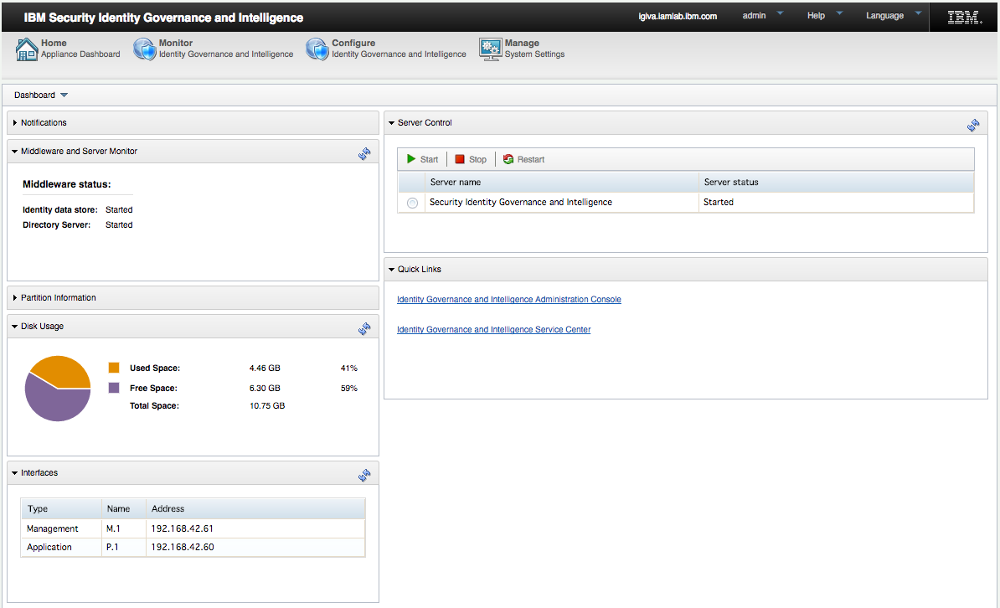 IBM Security Identity Governance and Intelligence
igiva.iamlab.ibm.com admin Help Language IBM.
Home
Appliance Dashboard
Monitor
Identity Governance and Intelligence
Configure
Identity Governance and Intelligence
Manage
System Settings
Dashboard
Notifications
Middleware and Server Monitor
Middleware status:
Identity data store: Started
Directory Server: Started
Partition Information
Disk Usage
Used Space: 4.46 GB 41%
Free Space: 6.30 GB 59%
Total Space: 10.75 GB
Interfaces
Type Name Address
Management M.1 192.168.42.61
Application P.1 192.168.42.60
Server Control
Start Stop Restart
Server name Server status
Security Identity Governance and Intelligence Started
Quick Links
Identity Governance and Intelligence Administration Console
Identity Governance and Intelligence Service Center